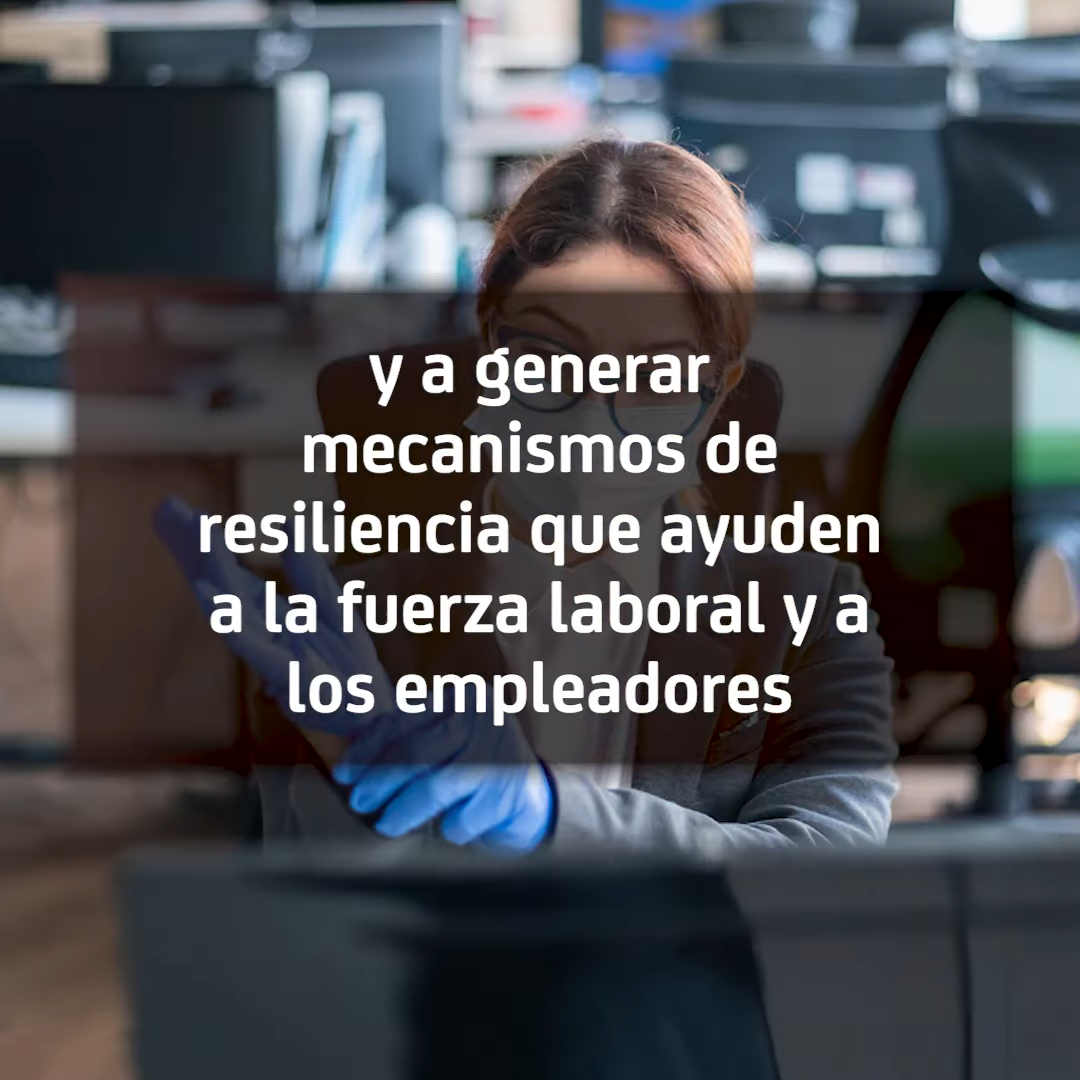 y a generar
mecanismos de
resiliencia que ayuden
a la fuerza laboral y a
los empleadores